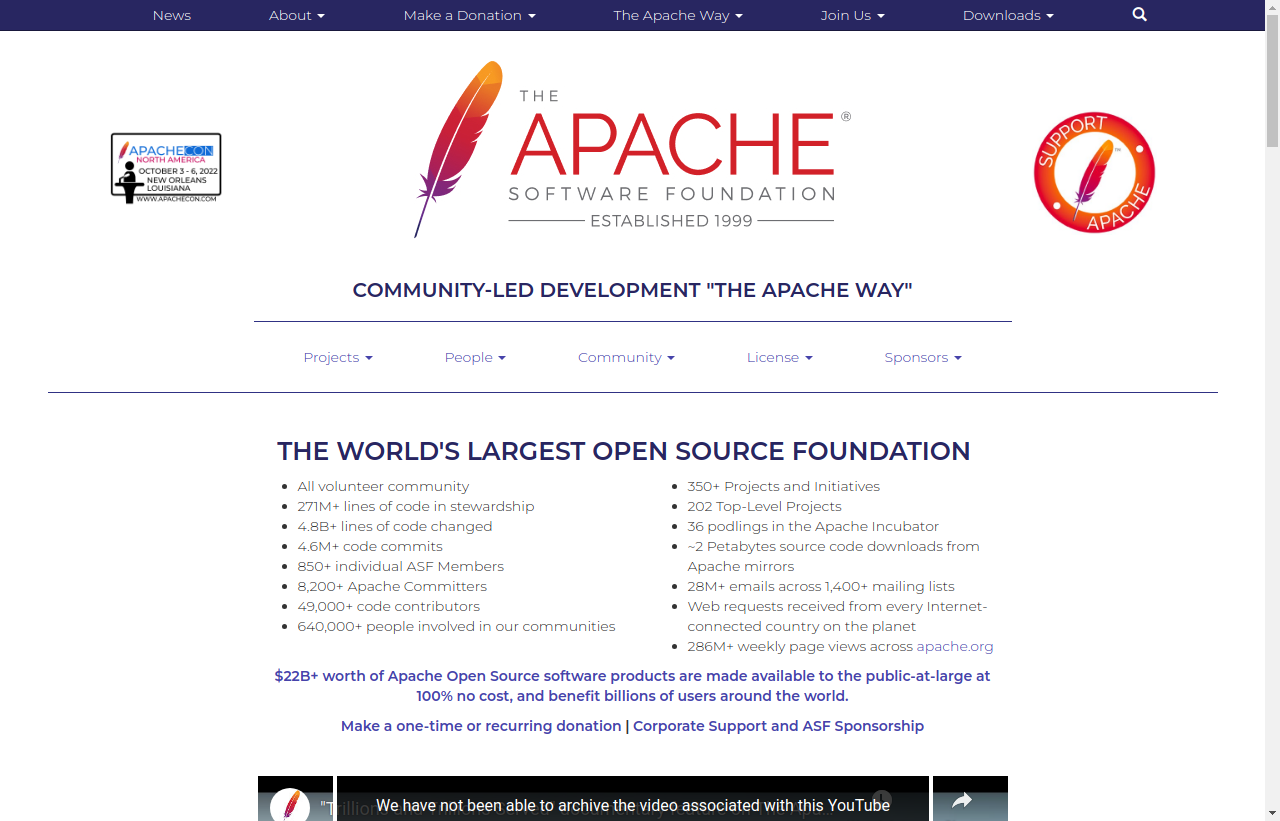 News About Make a Donation The Apache Way Join Us Downloads
THE
APACHE®
SOFTWARE FOUNDATION
ESTABLISHED 1999
APACHECON
NORTH AMERICA
OCTOBER 3 - 6, 2022
NEW ORLEANS
LOUISIANA
WWW.APACHECON.COM
SUPPORT
APACHE
TM
COMMUNITY-LED DEVELOPMENT "THE APACHE WAY"
Projects People Community License Sponsors
THE WORLD'S LARGEST OPEN SOURCE FOUNDATION
All volunteer community
271M+ lines of code in stewardship
4.8B+ lines of code changed
4.6M+ code commits
850+ individual ASF Members
8,200+ Apache Committers
49,000+ code contributors
640,000+ people involved in our communities
350+ Projects and Initiatives
202 Top-Level Projects
36 podlings in the Apache Incubator
~2 Petabytes source code downloads from
Apache mirrors
28M+ emails across 1,400+ mailing lists
Web requests received from every Internet-
connected country on the planet
286M+ weekly page views across apache.org
$22B+ worth of Apache Open Source software products are made available to the public-at-large at
100% no cost, and benefit billions of users around the world.
Make a one-time or recurring donation | Corporate Support and ASF Sponsorship
We have not been able to archive the video associated with this YouTube